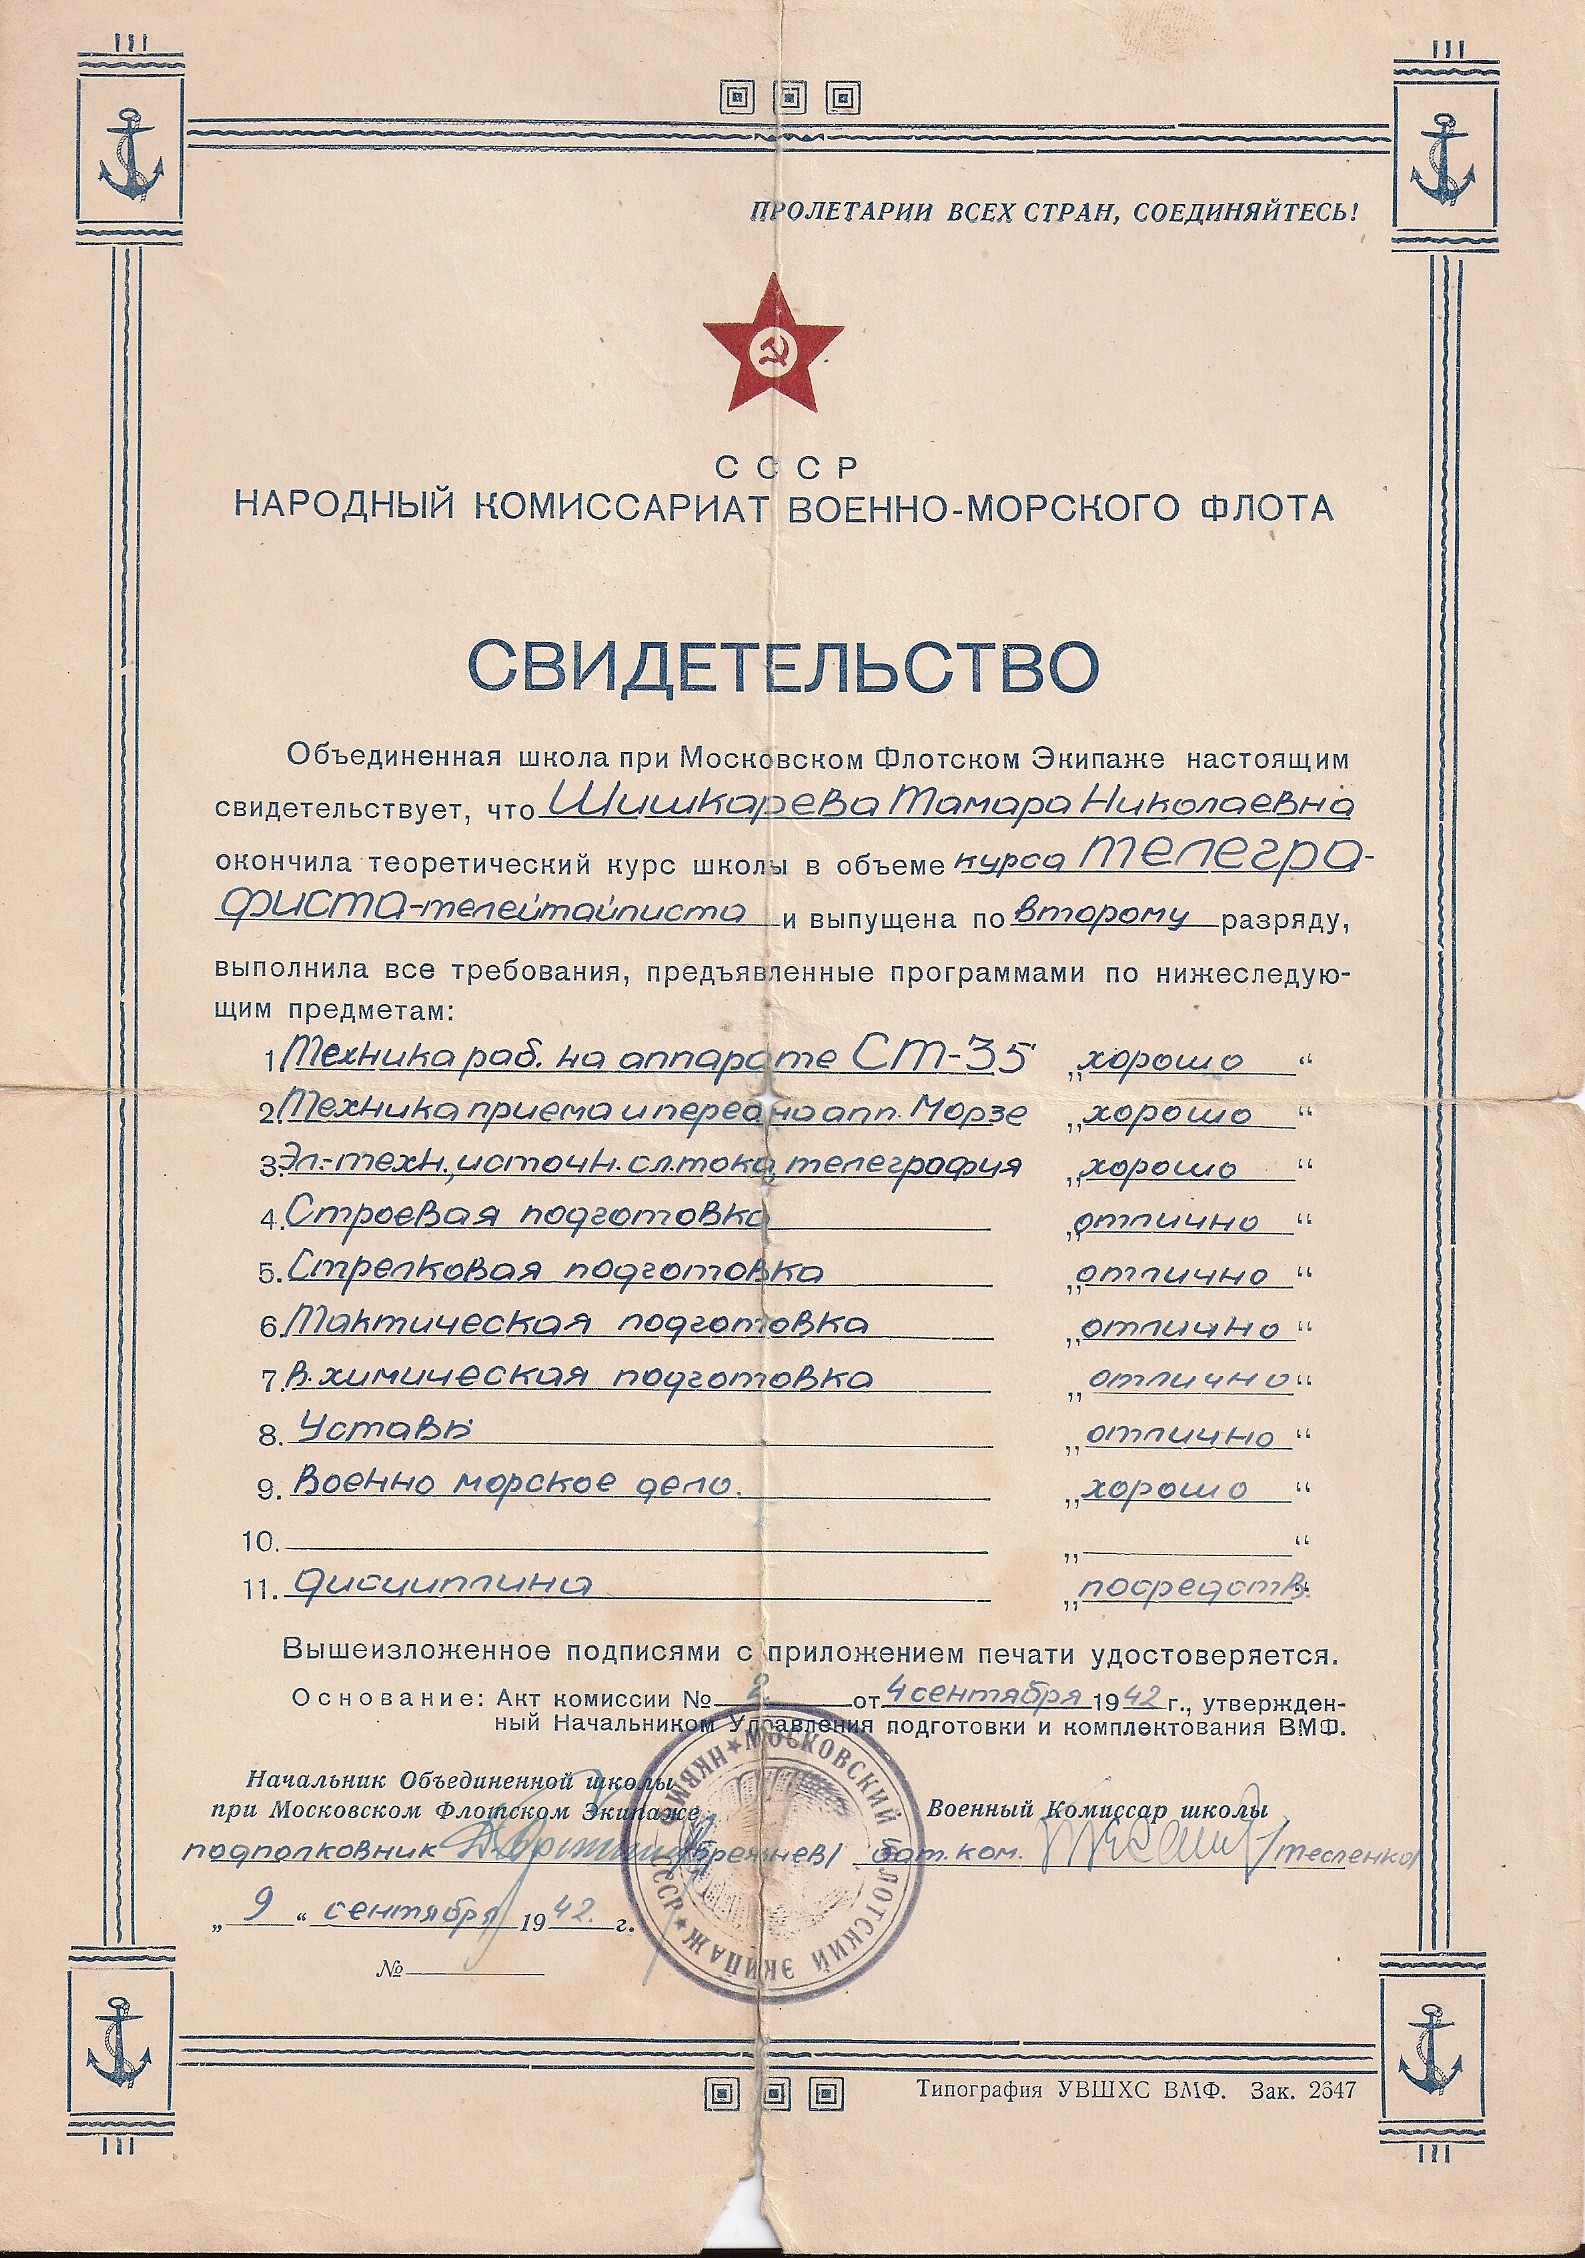 ПРОЛЕТАРИИ ВСЕХ СТРАН, СОЕДИНЯЙТЕСЬ!
СССР
НАРОДНЫЙ КОМИССАРИАТ ВОЕННО-МОРСКОГО ФЛОТА
СВИДЕТЕЛЬСТВО
Объединенная школа при Московском Флотском Экипаже настоящим
свидетельствует, что Шишкарева Тамара Николаевна
окончила теоретический курс школы в объеме курса телегра-
фиста-телейтайписта и выпущена по второму разряду,
выполнила все требования, предъявленные программами по нижеследую-
щим предметам:
1 Техника раб. на аппарате СТ-35 „хорошо“
2. Техника приема и перед. на апп. Морзе „хорошо“
3. Эл.-техн., источн. сл. тока, телеграфия „хорошо“
4. Строевая подготовка „отлично“
5. Стрелковая подготовка „отлично“
6. Тактическая подготовка „отлично“
7. В. химическая подготовка „отлично“
8. Уставы „отлично“
9. Военно морское дело. „хорошо“
10. „ “
11. дисциплина „посредств.“
Вышеизложенное подписями с приложением печати удостоверяется.
Основание: Акт комиссии № 2. от 4 сентября 1942 г., утвержден-
ный Начальником Управления подготовки и комплектования ВМФ.
Начальник Объединенной школы
при Московском Флотском Экипаже
подполковник /Брежнев/
Военный Комиссар школы
бат. ком. /Тесленко/
„9“ сентября 1942. г.
№
НКВМФ СССР ★ МОСКОВСКИЙ ФЛОТСКИЙ ЭКИПАЖ ★
Типография УВШХС ВМФ. Зак. 2647